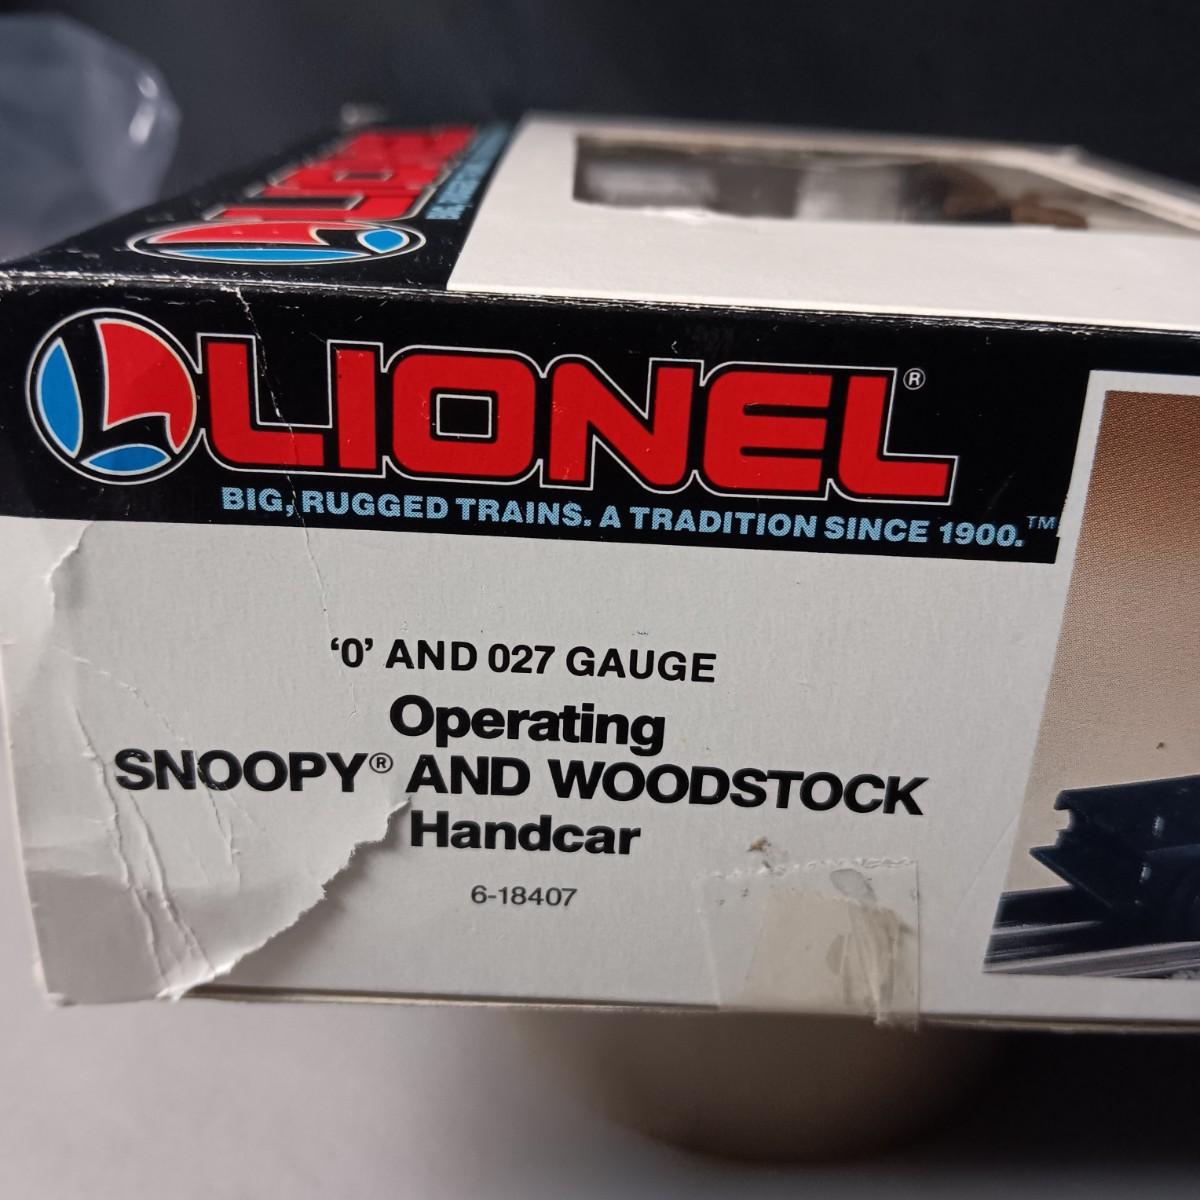 LIONEL®
BIG, RUGGED TRAINS. A TRADITION SINCE 1900.™
‘0’ AND 027 GAUGE
Operating
SNOOPY® AND WOODSTOCK
Handcar
6-18407